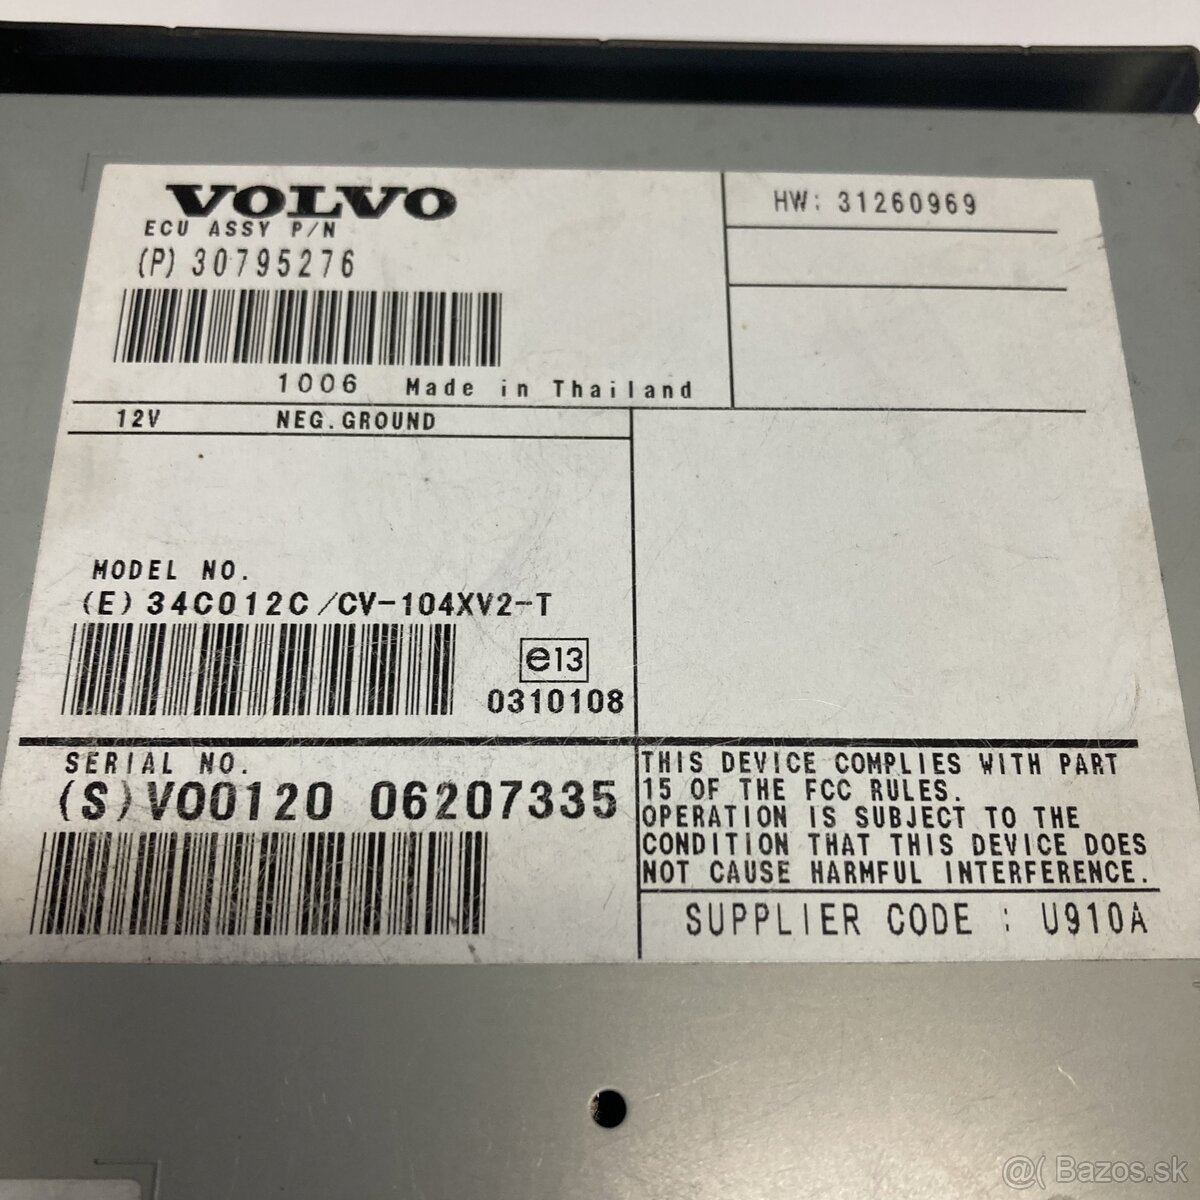 VOLVO
ECU ASSY P/N
(P) 30795276
1006 Made in Thailand
HW: 31260969
12V NEG. GROUND
MODEL NO.
(E) 34C012C/CV-104XV2-T
e13
0310108
SERIAL NO.
(S) VO0120 06207335
THIS DEVICE COMPLIES WITH PART
15 OF THE FCC RULES.
OPERATION IS SUBJECT TO THE
CONDITION THAT THIS DEVICE DOES
NOT CAUSE HARMFUL INTERFERENCE.
SUPPLIER CODE : U910A
@( Bazos.sk